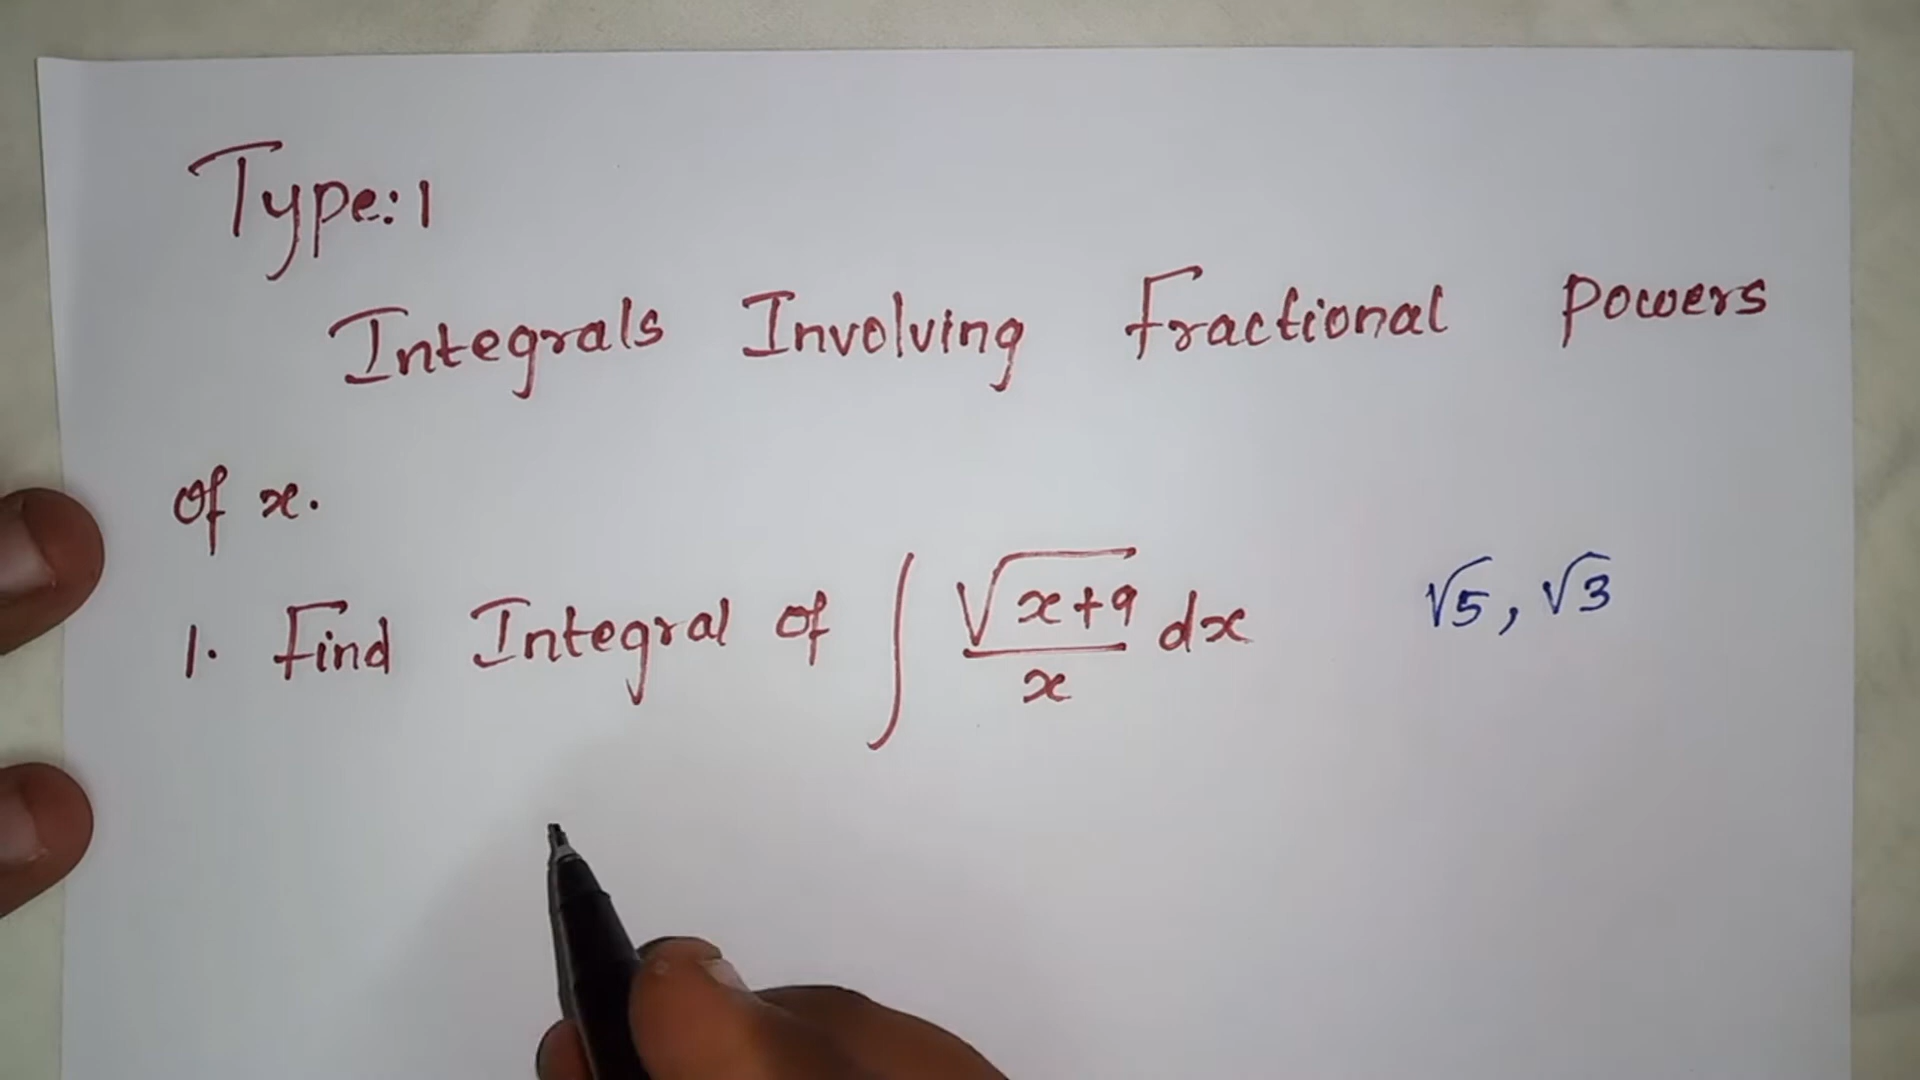 Type:1
Integrals Involving Fractional Powers
of x.
1. Find Integral of ∫ √(x+9)/x dx √5, √3